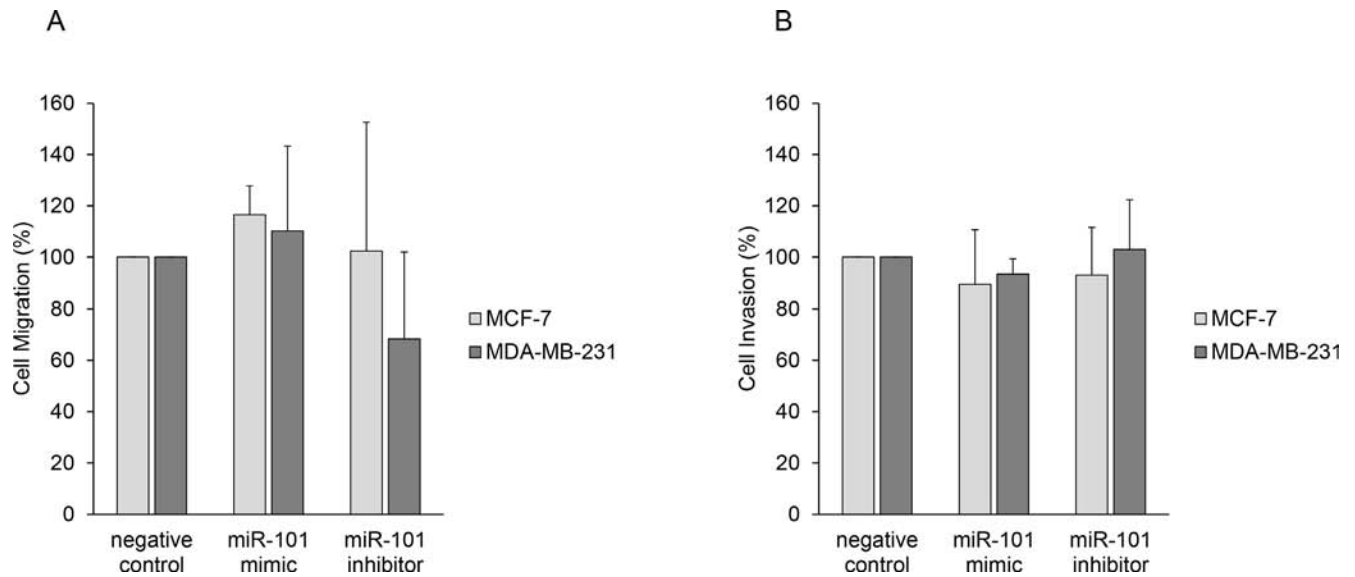 A
160
140
120
100
80
60
40
20
0
Cell Migration (%)
negative control
miR-101 mimic
miR-101 inhibitor
MCF-7
MDA-MB-231
B
160
140
120
100
80
60
40
20
0
Cell Invasion (%)
negative control
miR-101 mimic
miR-101 inhibitor
MCF-7
MDA-MB-231